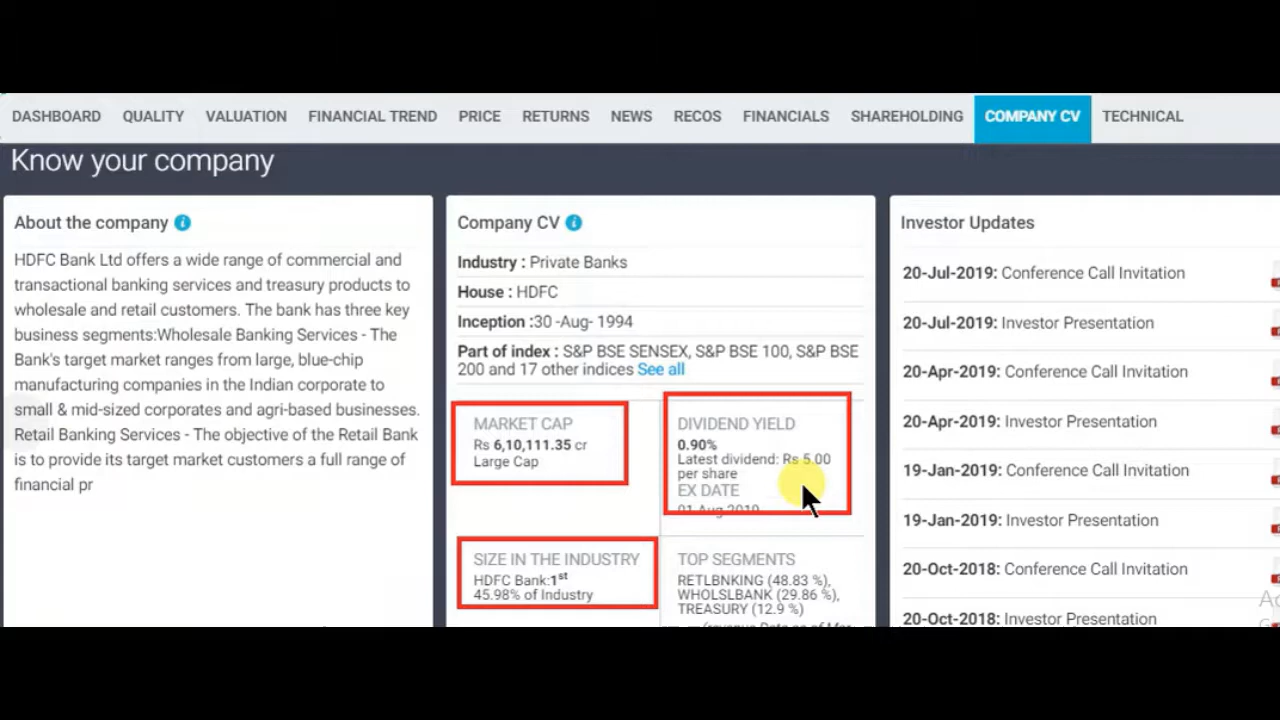 DASHBOARD QUALITY VALUATION FINANCIAL TREND PRICE RETURNS NEWS RECOS FINANCIALS SHAREHOLDING COMPANY CV TECHNICAL
Know your company
About the company
HDFC Bank Ltd offers a wide range of commercial and
transactional banking services and treasury products to
wholesale and retail customers. The bank has three key
business segments:Wholesale Banking Services - The
Bank's target market ranges from large, blue-chip
manufacturing companies in the Indian corporate to
small & mid-sized corporates and agri-based businesses.
Retail Banking Services - The objective of the Retail Bank
is to provide its target market customers a full range of
financial pr
Company CV
Industry : Private Banks
House : HDFC
Inception :30 -Aug- 1994
Part of index : S&P BSE SENSEX, S&P BSE 100, S&P BSE
200 and 17 other indices See all
MARKET CAP
Rs 6,10,111.35 cr
Large Cap
DIVIDEND YIELD
0.90%
Latest dividend: Rs 5.00
per share
EX DATE
01 Aug 2019
SIZE IN THE INDUSTRY
HDFC Bank:1st
45.98% of Industry
TOP SEGMENTS
RETLBNKING (48.83 %),
WHOLSLBANK (29.86 %),
TREASURY (12.9 %)
Investor Updates
20-Jul-2019: Conference Call Invitation
20-Jul-2019: Investor Presentation
20-Apr-2019: Conference Call Invitation
20-Apr-2019: Investor Presentation
19-Jan-2019: Conference Call Invitation
19-Jan-2019: Investor Presentation
20-Oct-2018: Conference Call Invitation
20-Oct-2018: Investor Presentation